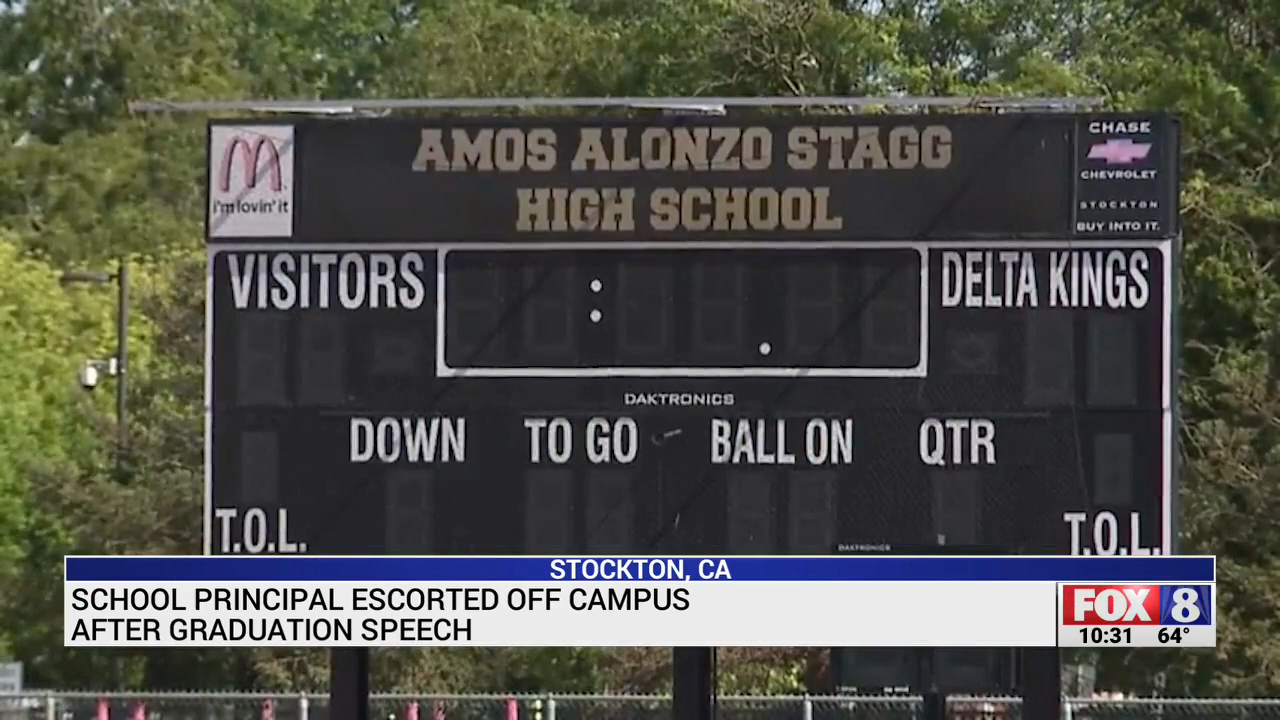 AMOS ALONZO STAGG
HIGH SCHOOL
M
i'm lovin' it
CHASE
CHEVROLET
STOCKTON
BUY INTO IT.
VISITORS
DELTA KINGS
DAKTRONICS
DOWN TO GO BALL ON QTR
T.O.L. T.O.L.
DAKTRONICS
STOCKTON, CA
SCHOOL PRINCIPAL ESCORTED OFF CAMPUS
AFTER GRADUATION SPEECH
FOX 8
10:31 64°